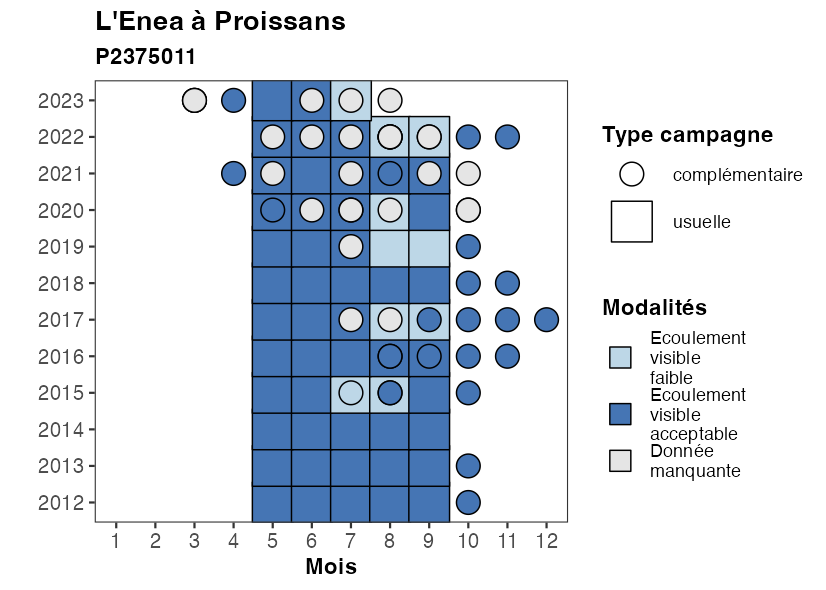 L'Enea à Proissans
P2375011
2023
2022
2021
2020
2019
2018
2017
2016
2015
2014
2013
2012
1 2 3 4 5 6 7 8 9 10 11 12
Mois
Type campagne
complémentaire
usuelle
Modalités
Ecoulement
visible
faible
Ecoulement
visible
acceptable
Donnée
manquante